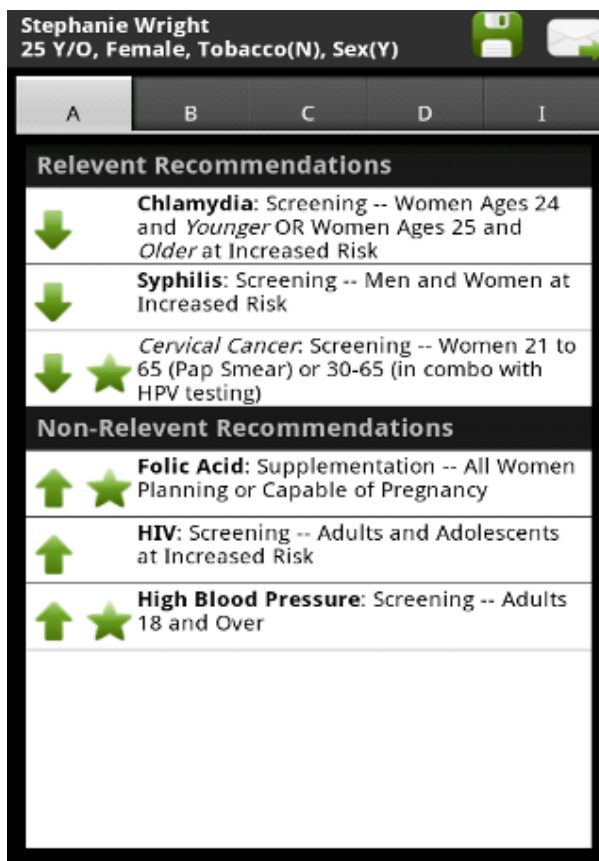 Stephanie Wright
25 Y/O, Female, Tobacco(N), Sex(Y)
A B C D I
Relevent Recommendations
Chlamydia: Screening -- Women Ages 24
and Younger OR Women Ages 25 and
Older at Increased Risk
Syphilis: Screening -- Men and Women at
Increased Risk
Cervical Cancer: Screening -- Women 21 to
65 (Pap Smear) or 30-65 (in combo with
HPV testing)
Non-Relevent Recommendations
Folic Acid: Supplementation -- All Women
Planning or Capable of Pregnancy
HIV: Screening -- Adults and Adolescents
at Increased Risk
High Blood Pressure: Screening -- Adults
18 and Over